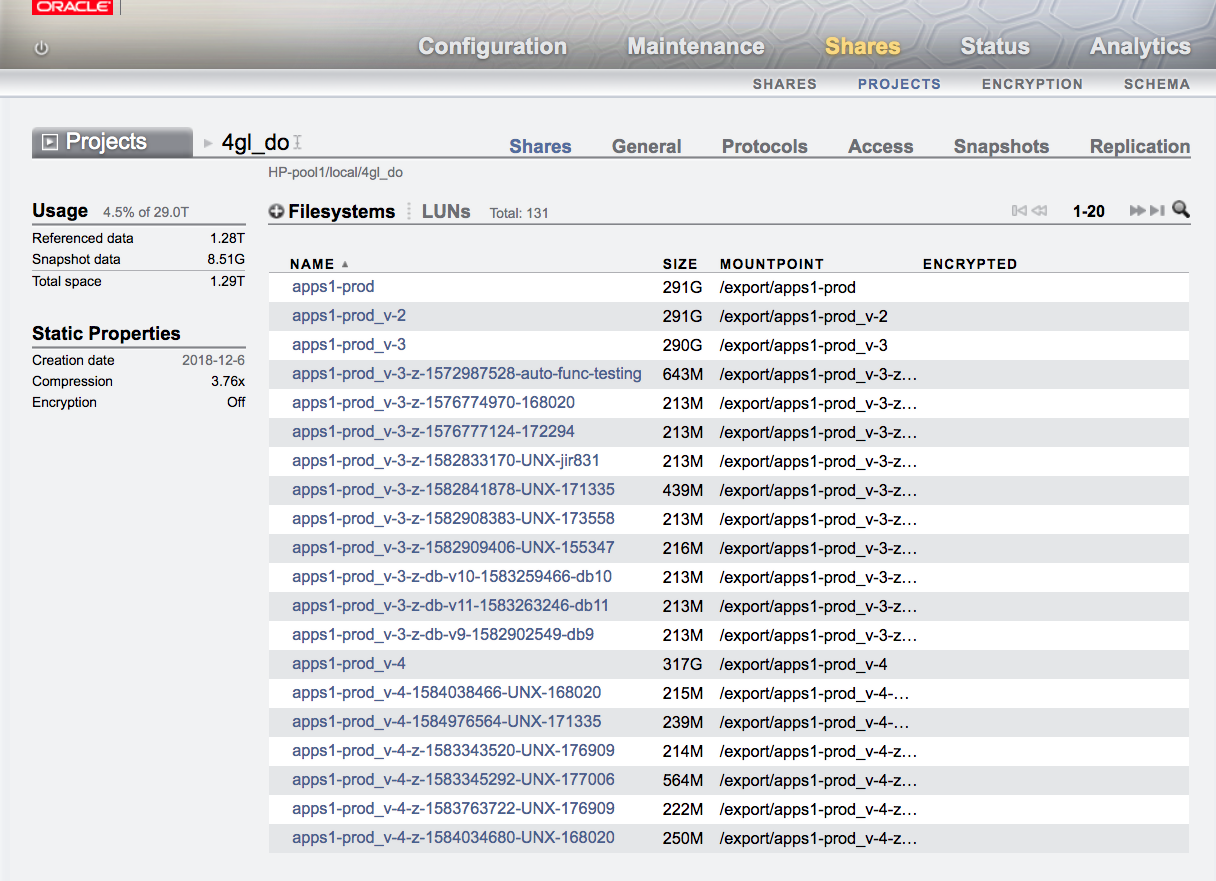 ORACLE
Configuration Maintenance Shares Status Analytics
SHARES PROJECTS ENCRYPTION SCHEMA
Projects 4gl_do
Shares General Protocols Access Snapshots Replication
HP-pool1/local/4gl_do
Usage 4.5% of 29.0T
Referenced data 1.28T
Snapshot data 8.51G
Total space 1.29T
Static Properties
Creation date 2018-12-6
Compression 3.76x
Encryption Off
Filesystems LUNs Total: 131 1-20
NAME SIZE MOUNTPOINT ENCRYPTED
apps1-prod 291G /export/apps1-prod
apps1-prod_v-2 291G /export/apps1-prod_v-2
apps1-prod_v-3 290G /export/apps1-prod_v-3
apps1-prod_v-3-z-1572987528-auto-func-testing 643M /export/apps1-prod_v-3-z…
apps1-prod_v-3-z-1576774970-168020 213M /export/apps1-prod_v-3-z…
apps1-prod_v-3-z-1576777124-172294 213M /export/apps1-prod_v-3-z…
apps1-prod_v-3-z-1582833170-UNX-jir831 213M /export/apps1-prod_v-3-z…
apps1-prod_v-3-z-1582841878-UNX-171335 439M /export/apps1-prod_v-3-z…
apps1-prod_v-3-z-1582908383-UNX-173558 213M /export/apps1-prod_v-3-z…
apps1-prod_v-3-z-1582909406-UNX-155347 216M /export/apps1-prod_v-3-z…
apps1-prod_v-3-z-db-v10-1583259466-db10 213M /export/apps1-prod_v-3-z…
apps1-prod_v-3-z-db-v11-1583263246-db11 213M /export/apps1-prod_v-3-z…
apps1-prod_v-3-z-db-v9-1582902549-db9 213M /export/apps1-prod_v-3-z…
apps1-prod_v-4 317G /export/apps1-prod_v-4
apps1-prod_v-4-1584038466-UNX-168020 215M /export/apps1-prod_v-4-…
apps1-prod_v-4-1584976564-UNX-171335 239M /export/apps1-prod_v-4-…
apps1-prod_v-4-z-1583343520-UNX-176909 214M /export/apps1-prod_v-4-z…
apps1-prod_v-4-z-1583345292-UNX-177006 564M /export/apps1-prod_v-4-z…
apps1-prod_v-4-z-1583763722-UNX-176909 222M /export/apps1-prod_v-4-z…
apps1-prod_v-4-z-1584034680-UNX-168020 250M /export/apps1-prod_v-4-z…